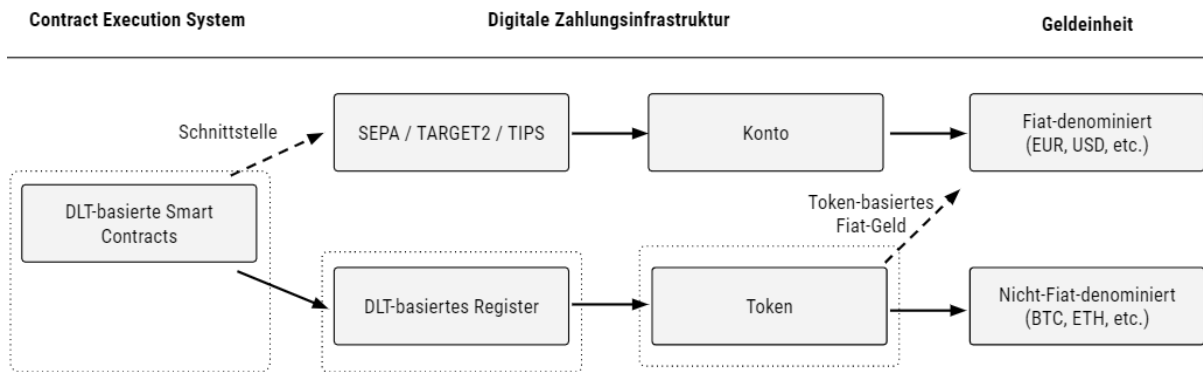 Contract Execution System
Digitale Zahlungsinfrastruktur
Geldeinheit
Schnittstelle
SEPA / TARGET2 / TIPS
Konto
Fiat-denominiert
(EUR, USD, etc.)
DLT-basierte Smart
Contracts
Token-basiertes
Fiat-Geld
DLT-basiertes Register
Token
Nicht-Fiat-denominiert
(BTC, ETH, etc.)